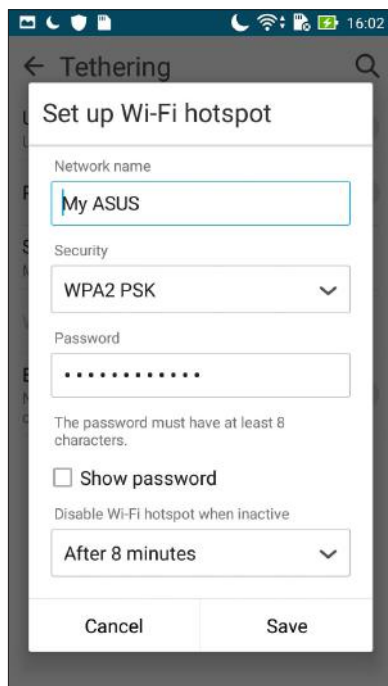 16:02
Tethering
Set up Wi-Fi hotspot
Network name
My ASUS
Security
WPA2 PSK
Password
The password must have at least 8
characters.
Show password
Disable Wi-Fi hotspot when inactive
After 8 minutes
Cancel
Save